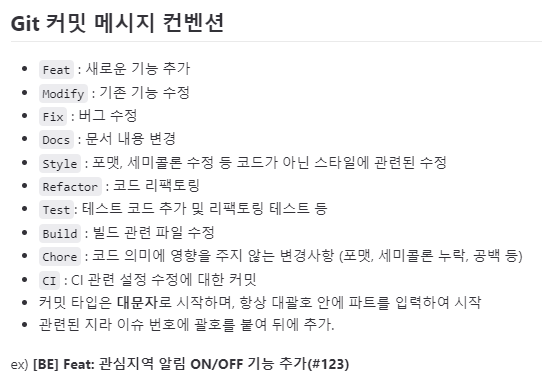 Git 커밋 메시지 컨벤션
Feat : 새로운 기능 추가
Modify : 기존 기능 수정
Fix : 버그 수정
Docs : 문서 내용 변경
Style : 포맷, 세미콜론 수정 등 코드가 아닌 스타일에 관련된 수정
Refactor : 코드 리팩토링
Test : 테스트 코드 추가 및 리팩토링 테스트 등
Build : 빌드 관련 파일 수정
Chore : 코드 의미에 영향을 주지 않는 변경사항 (포맷, 세미콜론 누락, 공백 등)
CI : CI 관련 설정 수정에 대한 커밋
커밋 타입은 대문자로 시작하며, 항상 대괄호 안에 파트를 입력하여 시작
관련된 지라 이슈 번호에 괄호를 붙여 뒤에 추가.
ex) [BE] Feat: 관심지역 알림 ON/OFF 기능 추가(#123)